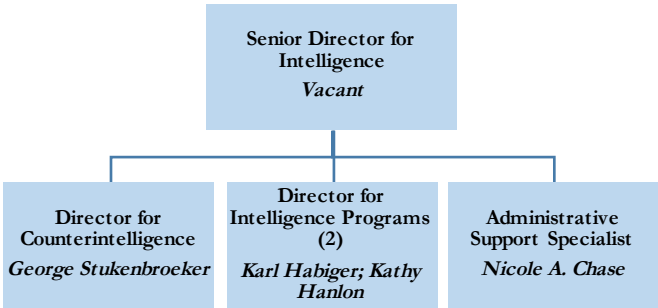 Senior Director for
Intelligence
Vacant
Director for
Counterintelligence
George Stukenbroeker
Director for
Intelligence Programs
(2)
Karl Habiger; Kathy
Hanlon
Administrative
Support Specialist
Nicole A. Chase